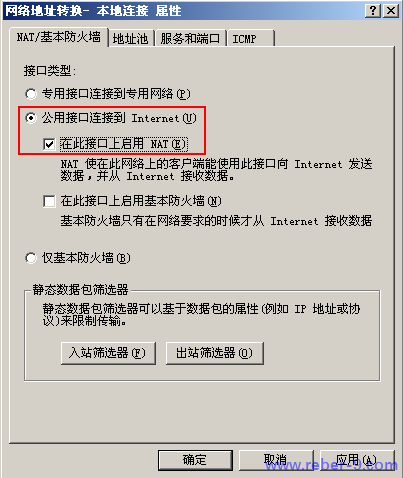 网络地址转换- 本地连接 属性
NAT/基本防火墙 地址池 服务和端口 ICMP
接口类型:
专用接口连接到专用网络(P)
公用接口连接到 Internet(U)
在此接口上启用 NAT(E)
NAT 使在此网络上的客户端能使用此接口向 Internet 发送
数据，并从 Internet 接收数据。
在此接口上启用基本防火墙(N)
基本防火墙只有在网络要求的时候才从 Internet 接收数据
仅基本防火墙(B)
静态数据包筛选器
静态数据包筛选器可以基于数据包的属性(例如 IP 地址或协
议)来限制传输。
入站筛选器(F) 出站筛选器(O)
确定 取消 应用(A)
www.reber-9.com